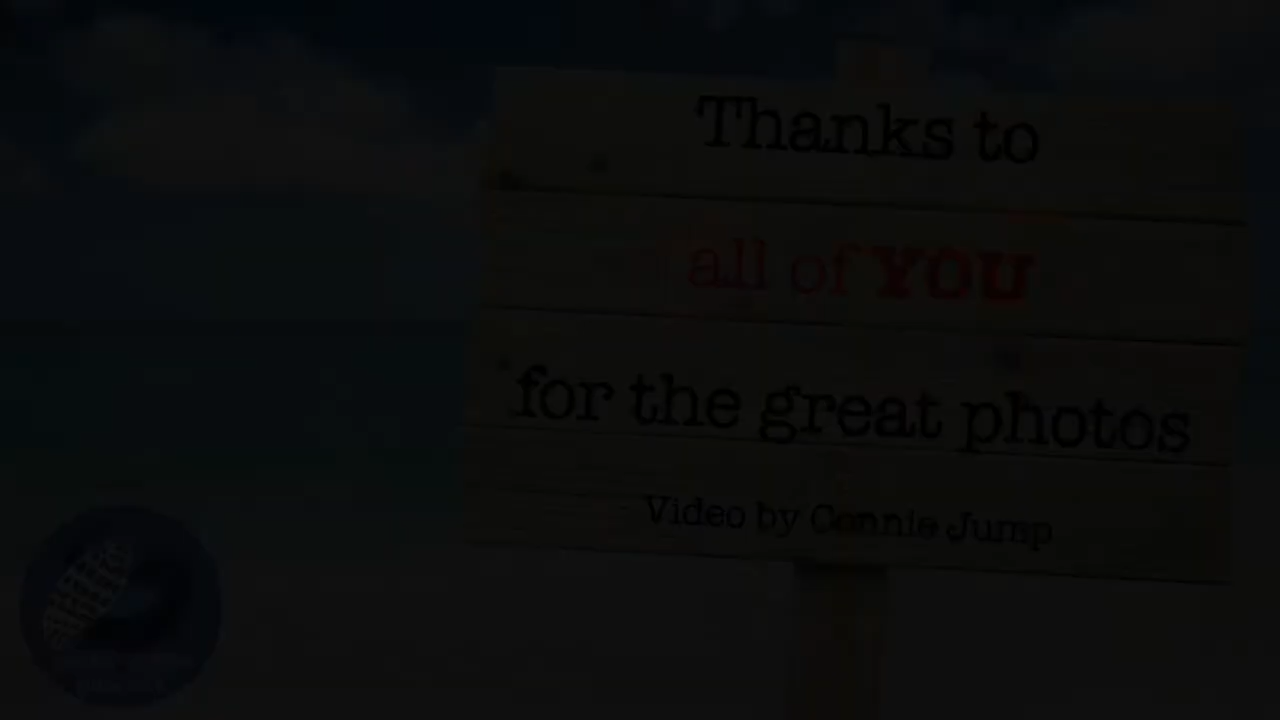 Thanks to
all of YOU
for the great photos
Video by Connie Jump